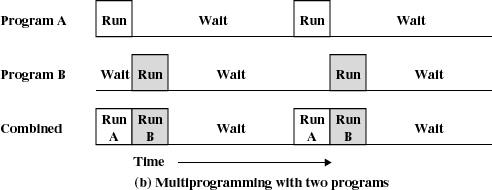 Program A Run Wait Run Wait
Program B Wait Run Wait Run Wait
Combined Run A Run B Wait Run A Run B Wait
Time
(b) Multiprogramming with two programs